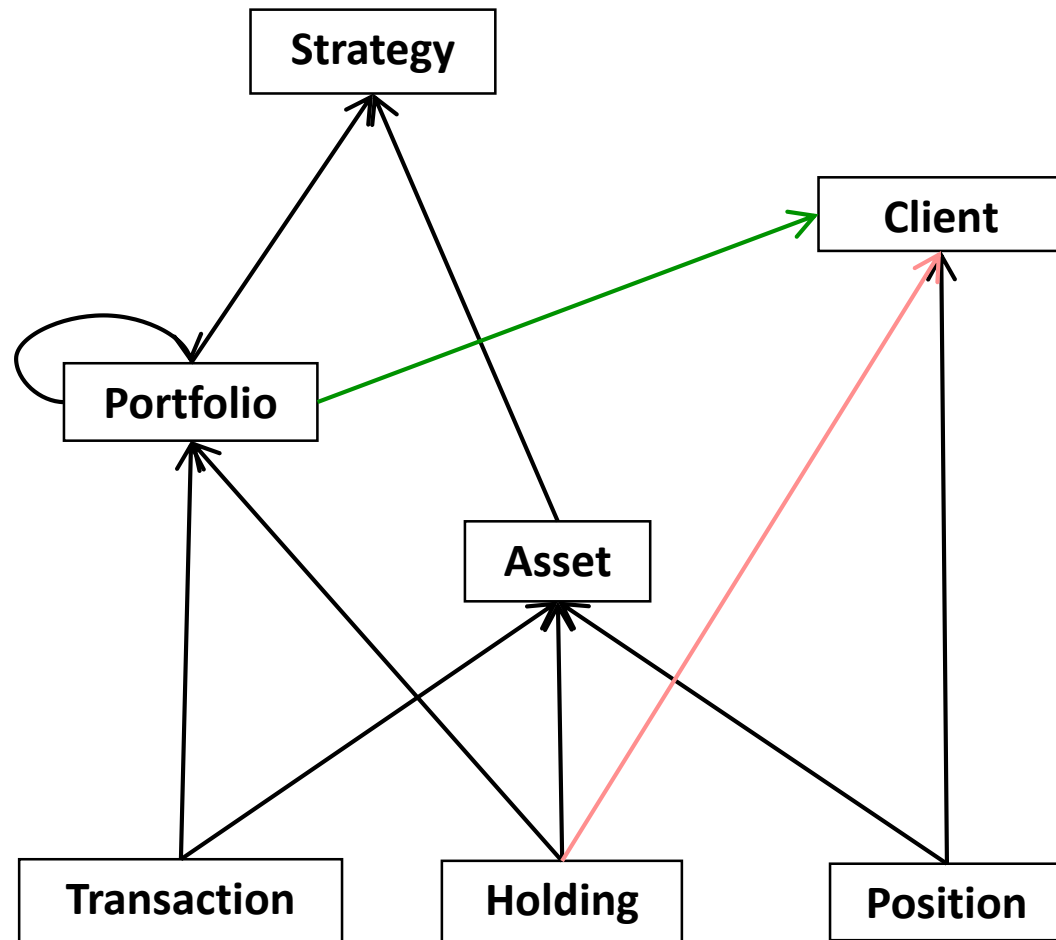 Strategy
Client
Portfolio
Asset
Transaction
Holding
Position